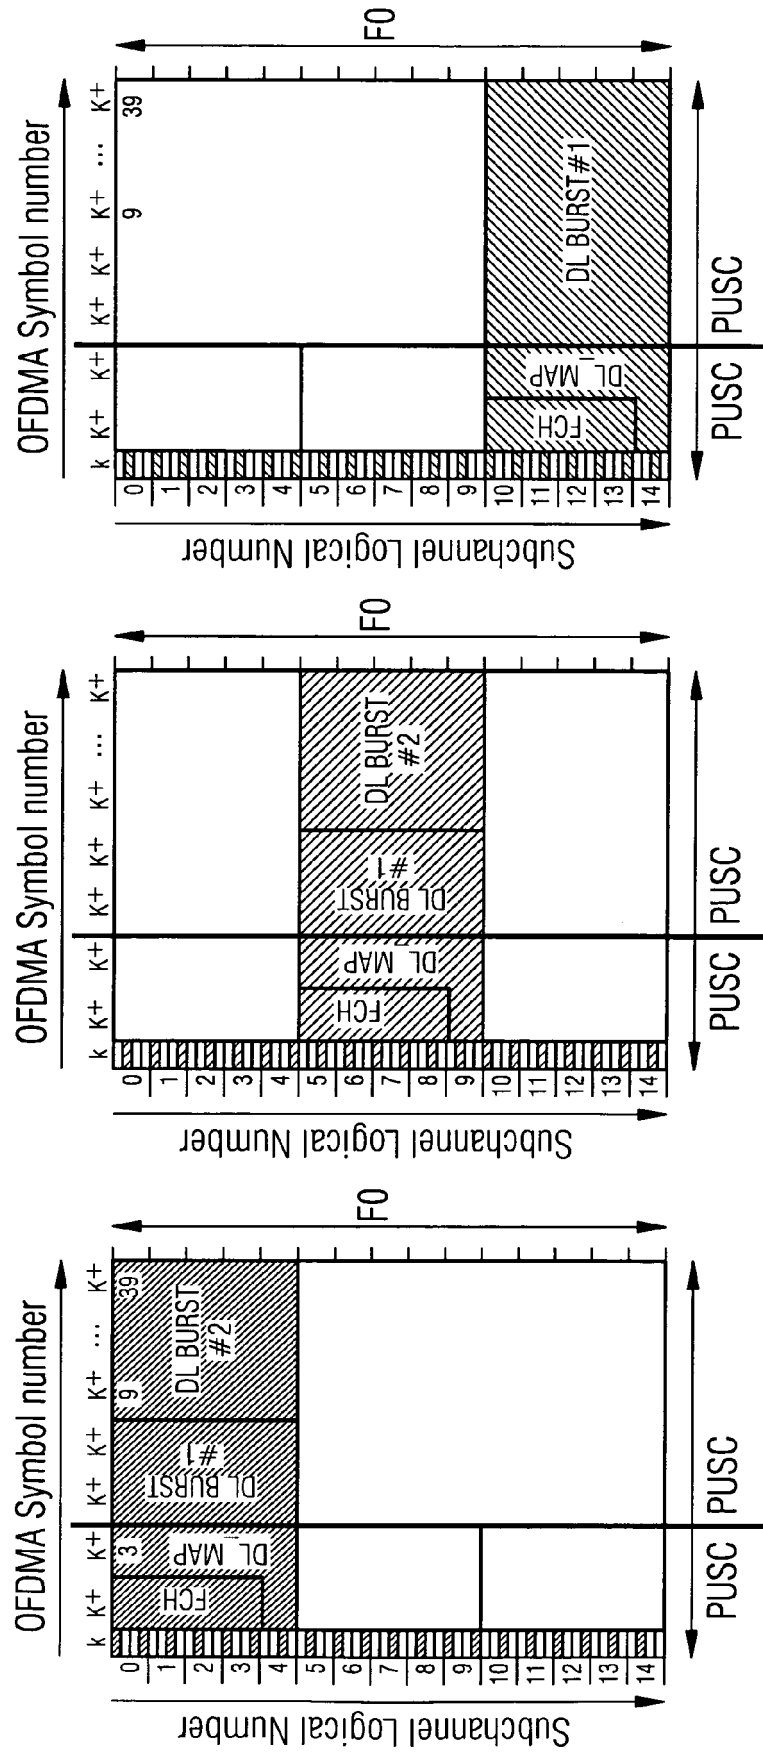 OFDMA Symbol number
k K+ K+ K+ K+ K+ ... K+
3 9 39
Subchannel Logical Number
0
1
2
3
4
5
6
7
8
9
10
11
12
13
14
FCH
DL_MAP
DL BURST
#1
DL BURST
#2
F0
PUSC PUSC
OFDMA Symbol number
k K+ K+ K+ K+ K+ ... K+
Subchannel Logical Number
0
1
2
3
4
5
6
7
8
9
10
11
12
13
14
FCH
DL_MAP
DL BURST
#1
DL BURST
#2
F0
PUSC PUSC
OFDMA Symbol number
k K+ K+ K+ K+ K+ ... K+
9 39
Subchannel Logical Number
0
1
2
3
4
5
6
7
8
9
10
11
12
13
14
FCH
DL_MAP
DL BURST #1
F0
PUSC PUSC